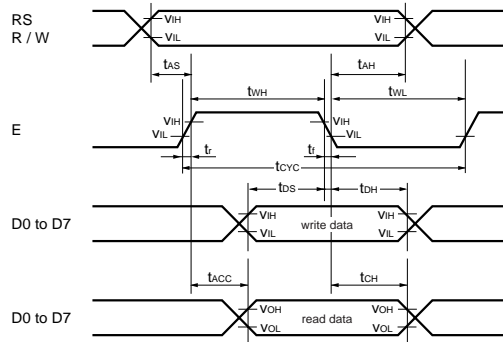 RS
R / W
VIH
VIL
VIH
VIL
tAS
tAH
tWH
tWL
E
VIH
VIL
VIH
VIL
tr
tf
tCYC
tDS
tDH
D0 to D7
VIH
VIL
write data
VIH
VIL
tACC
tCH
D0 to D7
VOH
VOL
read data
VOH
VOL